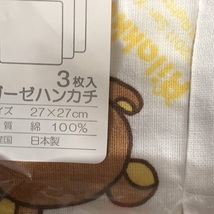 3枚入
ーゼハンカチ
イズ 27×27cm
質 綿 100%
国 日本製
Rilakk